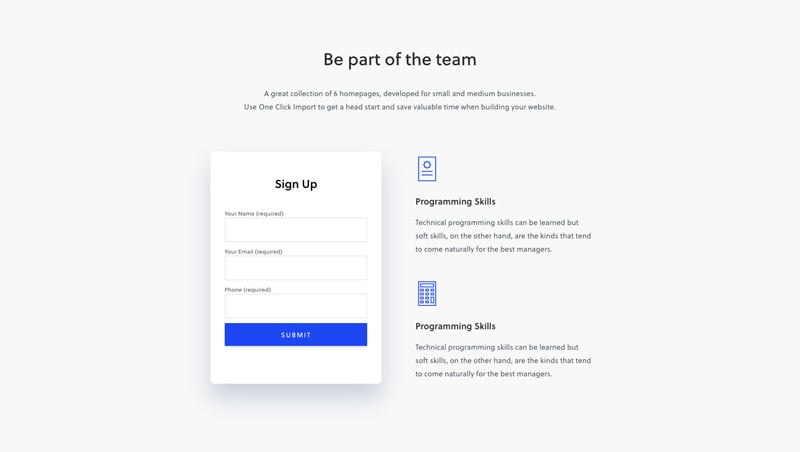 Be part of the team
A great collection of 6 homepages, developed for small and medium businesses.
Use One Click Import to get a head start and save valuable time when building your website.
Sign Up
Your Name (required)
Your Email (required)
Phone (required)
SUBMIT
Programming Skills
Technical programming skills can be learned but
soft skills, on the other hand, are the kinds that tend
to come naturally for the best managers.
Programming Skills
Technical programming skills can be learned but
soft skills, on the other hand, are the kinds that tend
to come naturally for the best managers.